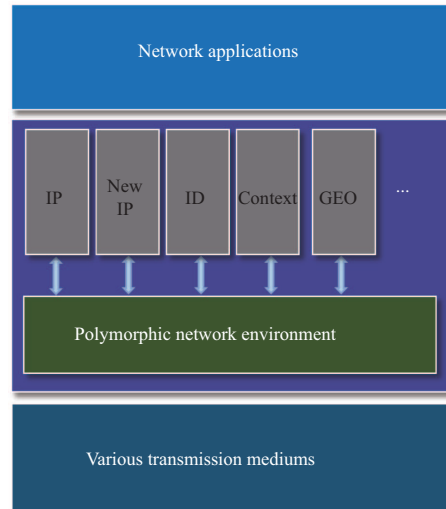 Network applications
IP
New
IP
ID
Context
GEO
...
Polymorphic network environment
Various transmission mediums